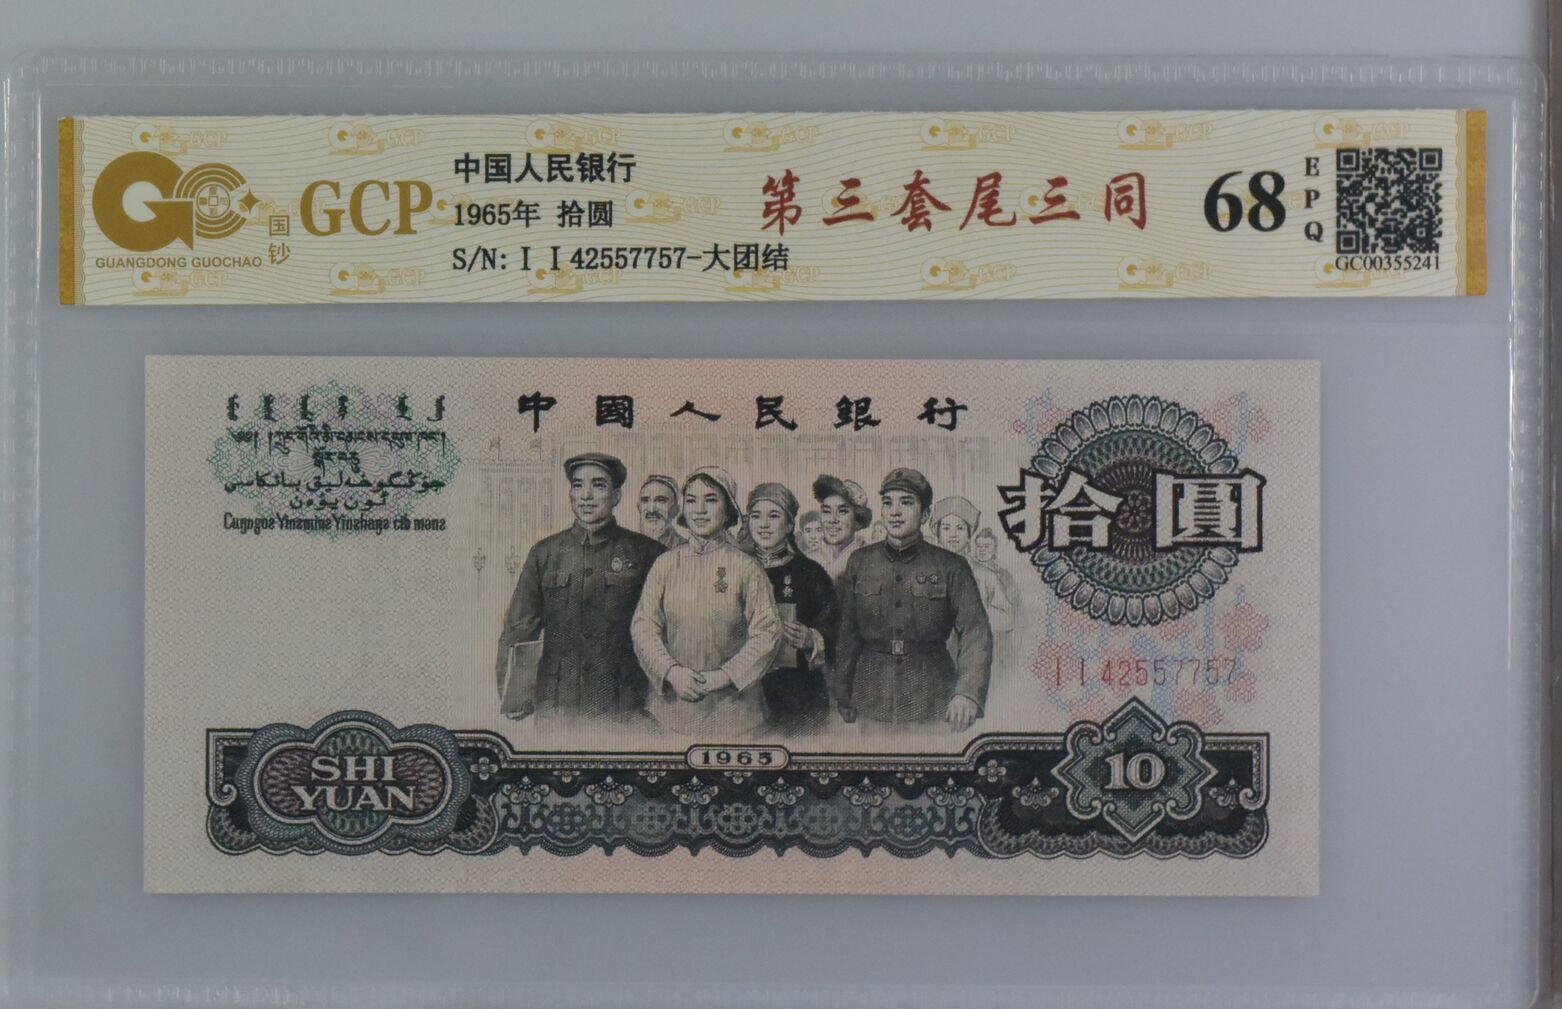 GCP
国钞
GUANGDONG GUOCHAO
中国人民银行
1965年 拾圆
S/N: I I 42557757-大团结
第三套尾三同
68
EPQ
GC00355241
中國人民銀行
拾圓
I I 42557757
1965
SHI
YUAN
10